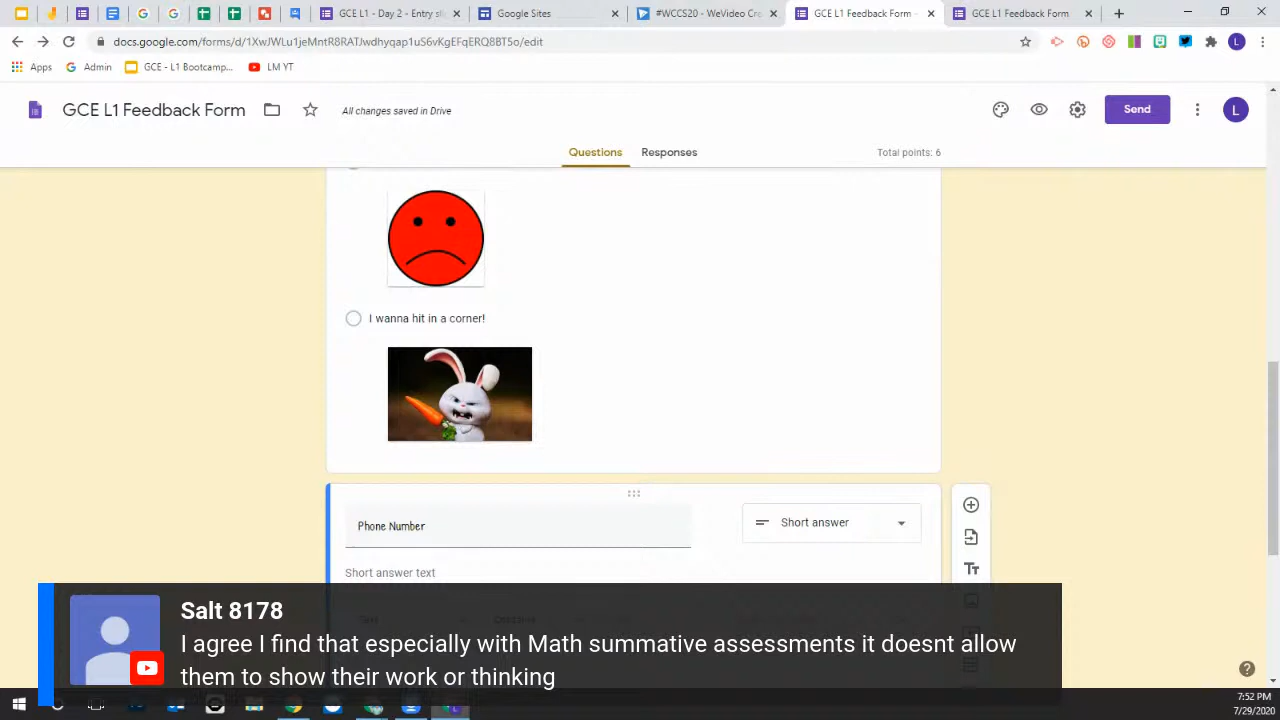 GCE L1 - Day 2 - Entry sli
Google Sites
#WCCS20 - WeVideo Cre
GCE L1 Feedback Form -
GCE L1 Feedback Form
docs.google.com/forms/d/1XwJWLu1jeMntR8RATJwdhyqap1uS6vKgEFqERQ8BT5o/edit
Apps
Admin
GCE - L1 Bootcamp...
LM YT
GCE L1 Feedback Form
All changes saved in Drive
Send
L
Questions
Responses
Total points: 6
I wanna hit in a corner!
Phone Number
Short answer
Short answer text
Salt 8178
I agree I find that especially with Math summative assessments it doesnt allow
them to show their work or thinking
7:52 PM
7/29/2020